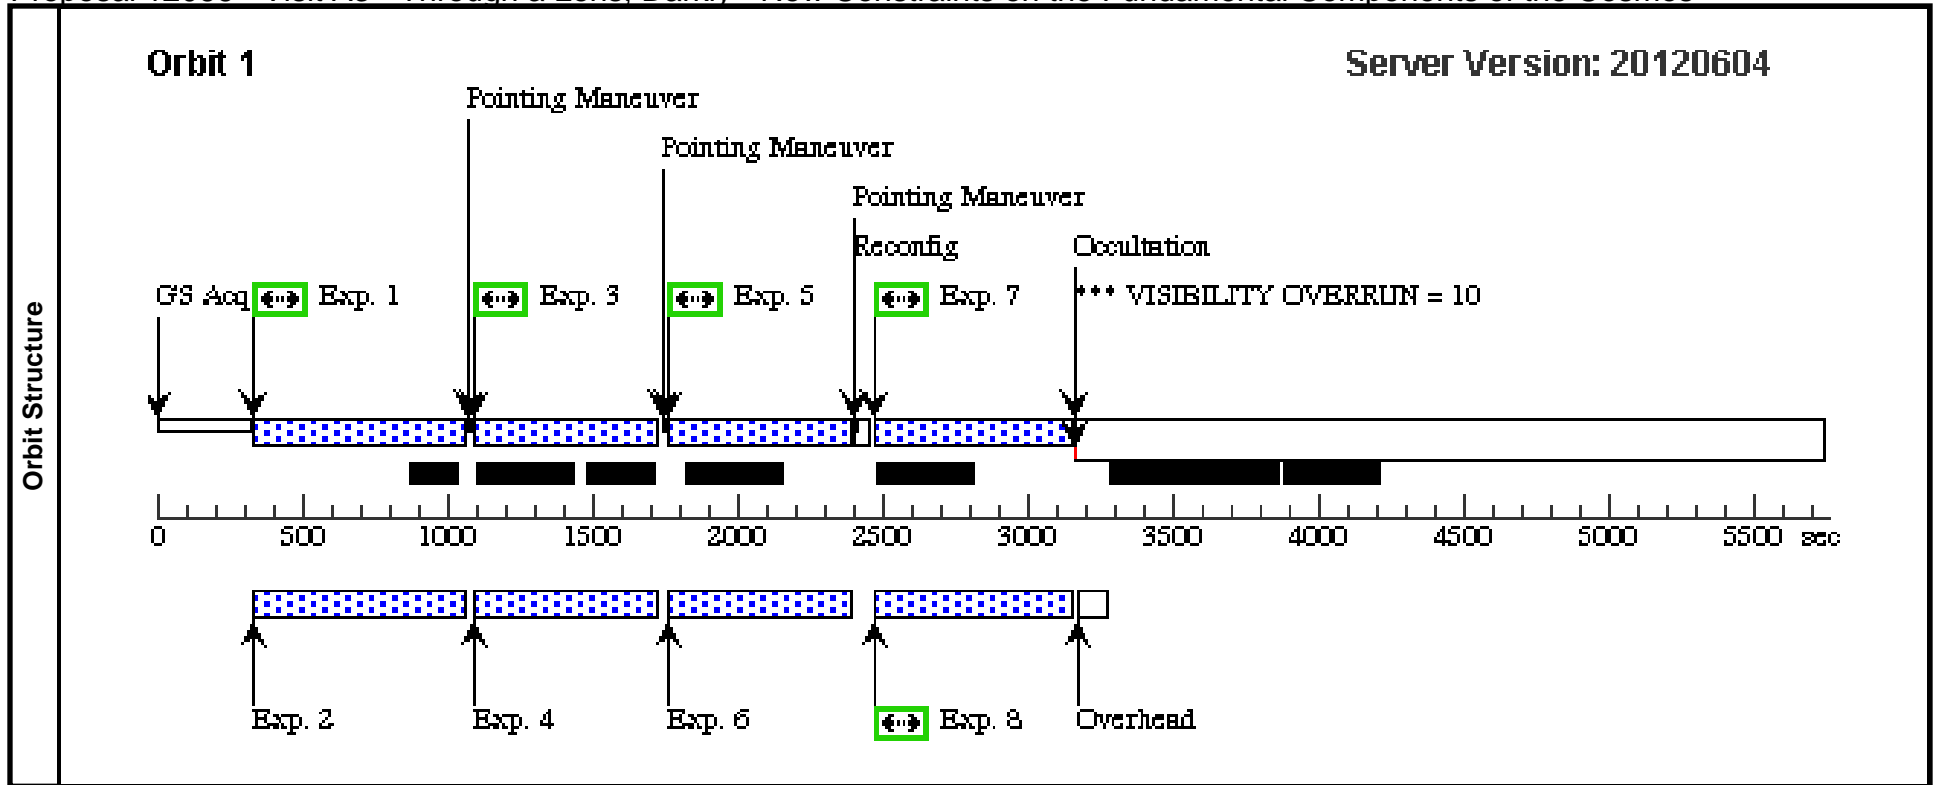 Orbit 1
Server Version: 20120604
Pointing Maneuver
Pointing Maneuver
Pointing Maneuver
Reconfig
Occultation
GS Acq
Exp. 1
Exp. 3
Exp. 5
Exp. 7
*** VISIBILITY OVERRUN = 10
Orbit Structure
0 500 1000 1500 2000 2500 3000 3500 4000 4500 5000 5500 sec
Exp. 2
Exp. 4
Exp. 6
Exp. 8
Overhead